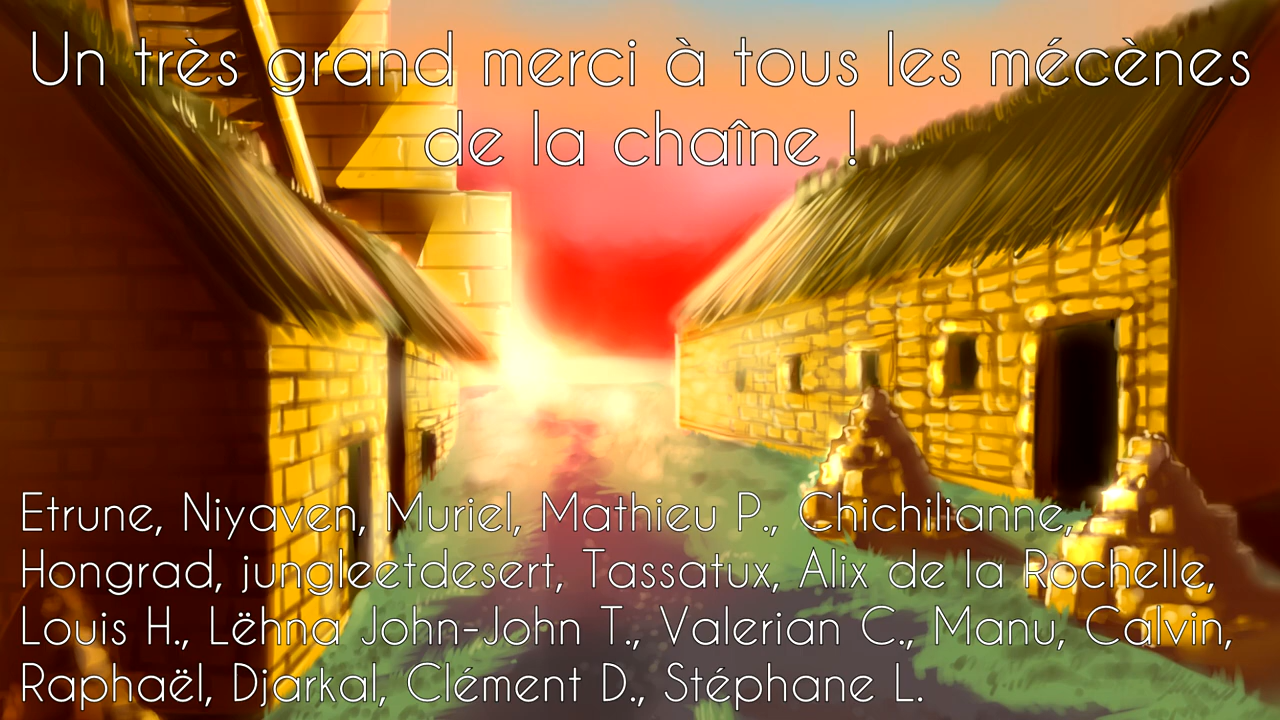 Un très grand merci à tous les mécènes
de la chaîne !
Etrune, Niyaven, Muriel, Mathieu P., Chichilianne,
Hongrad, jungleetdesert, Tassatux, Alix de la Rochelle,
Louis H., Lëhna John-John T., Valerian C., Manu, Calvin,
Raphaël, Djarkal, Clément D., Stéphane L.